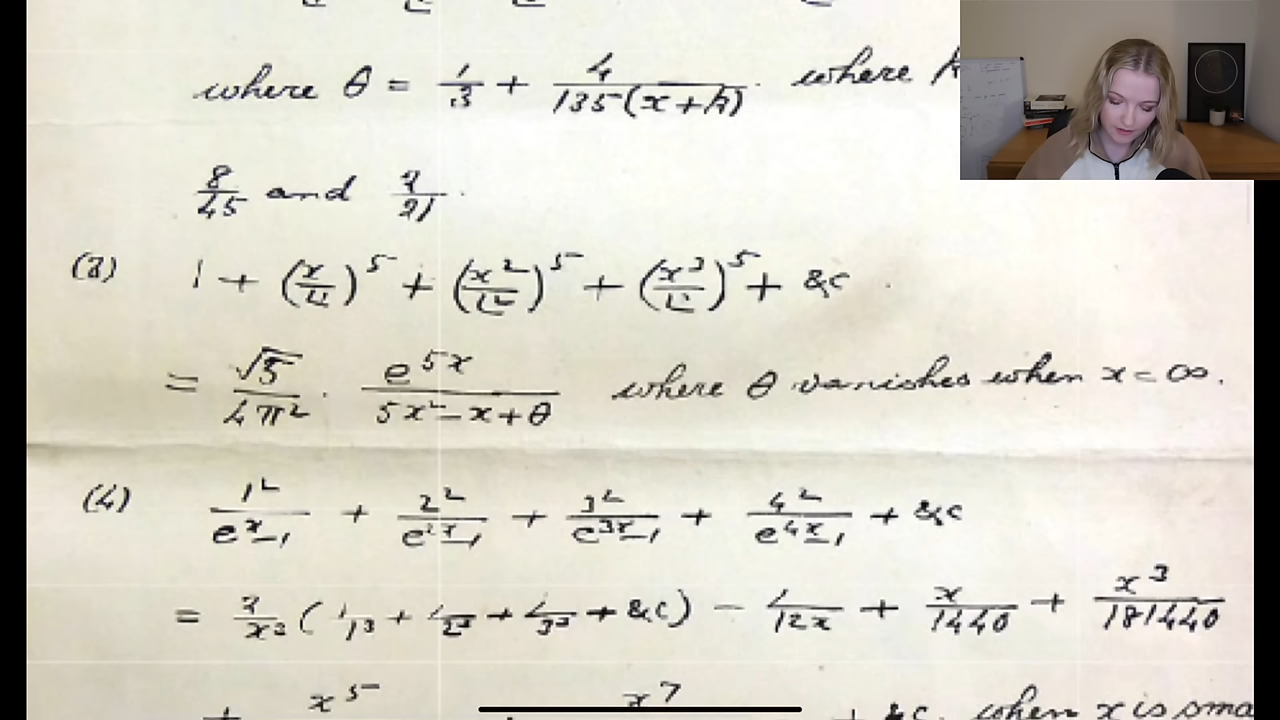 where θ = 1/3 + 4/(135(x+k)) where k
8/45 and 2/21.
(3) 1 + (x/⌊1)^5 + (x^2/⌊2)^5 + (x^3/⌊3)^5 + &c
= √5/(4π^2) · e^(5x)/(5x^2 - x + θ) where θ vanishes when x = ∞.
(4) 1^2/(e^x - 1) + 2^2/(e^(2x) - 1) + 3^2/(e^(3x) - 1) + 4^2/(e^(4x) - 1) + &c
= 2/x^3 (1/1^3 + 1/2^3 + 1/3^3 + &c) - 1/(12x) + x/1440 + x^3/181440
+ x^5 x^7 + &c when x is sma